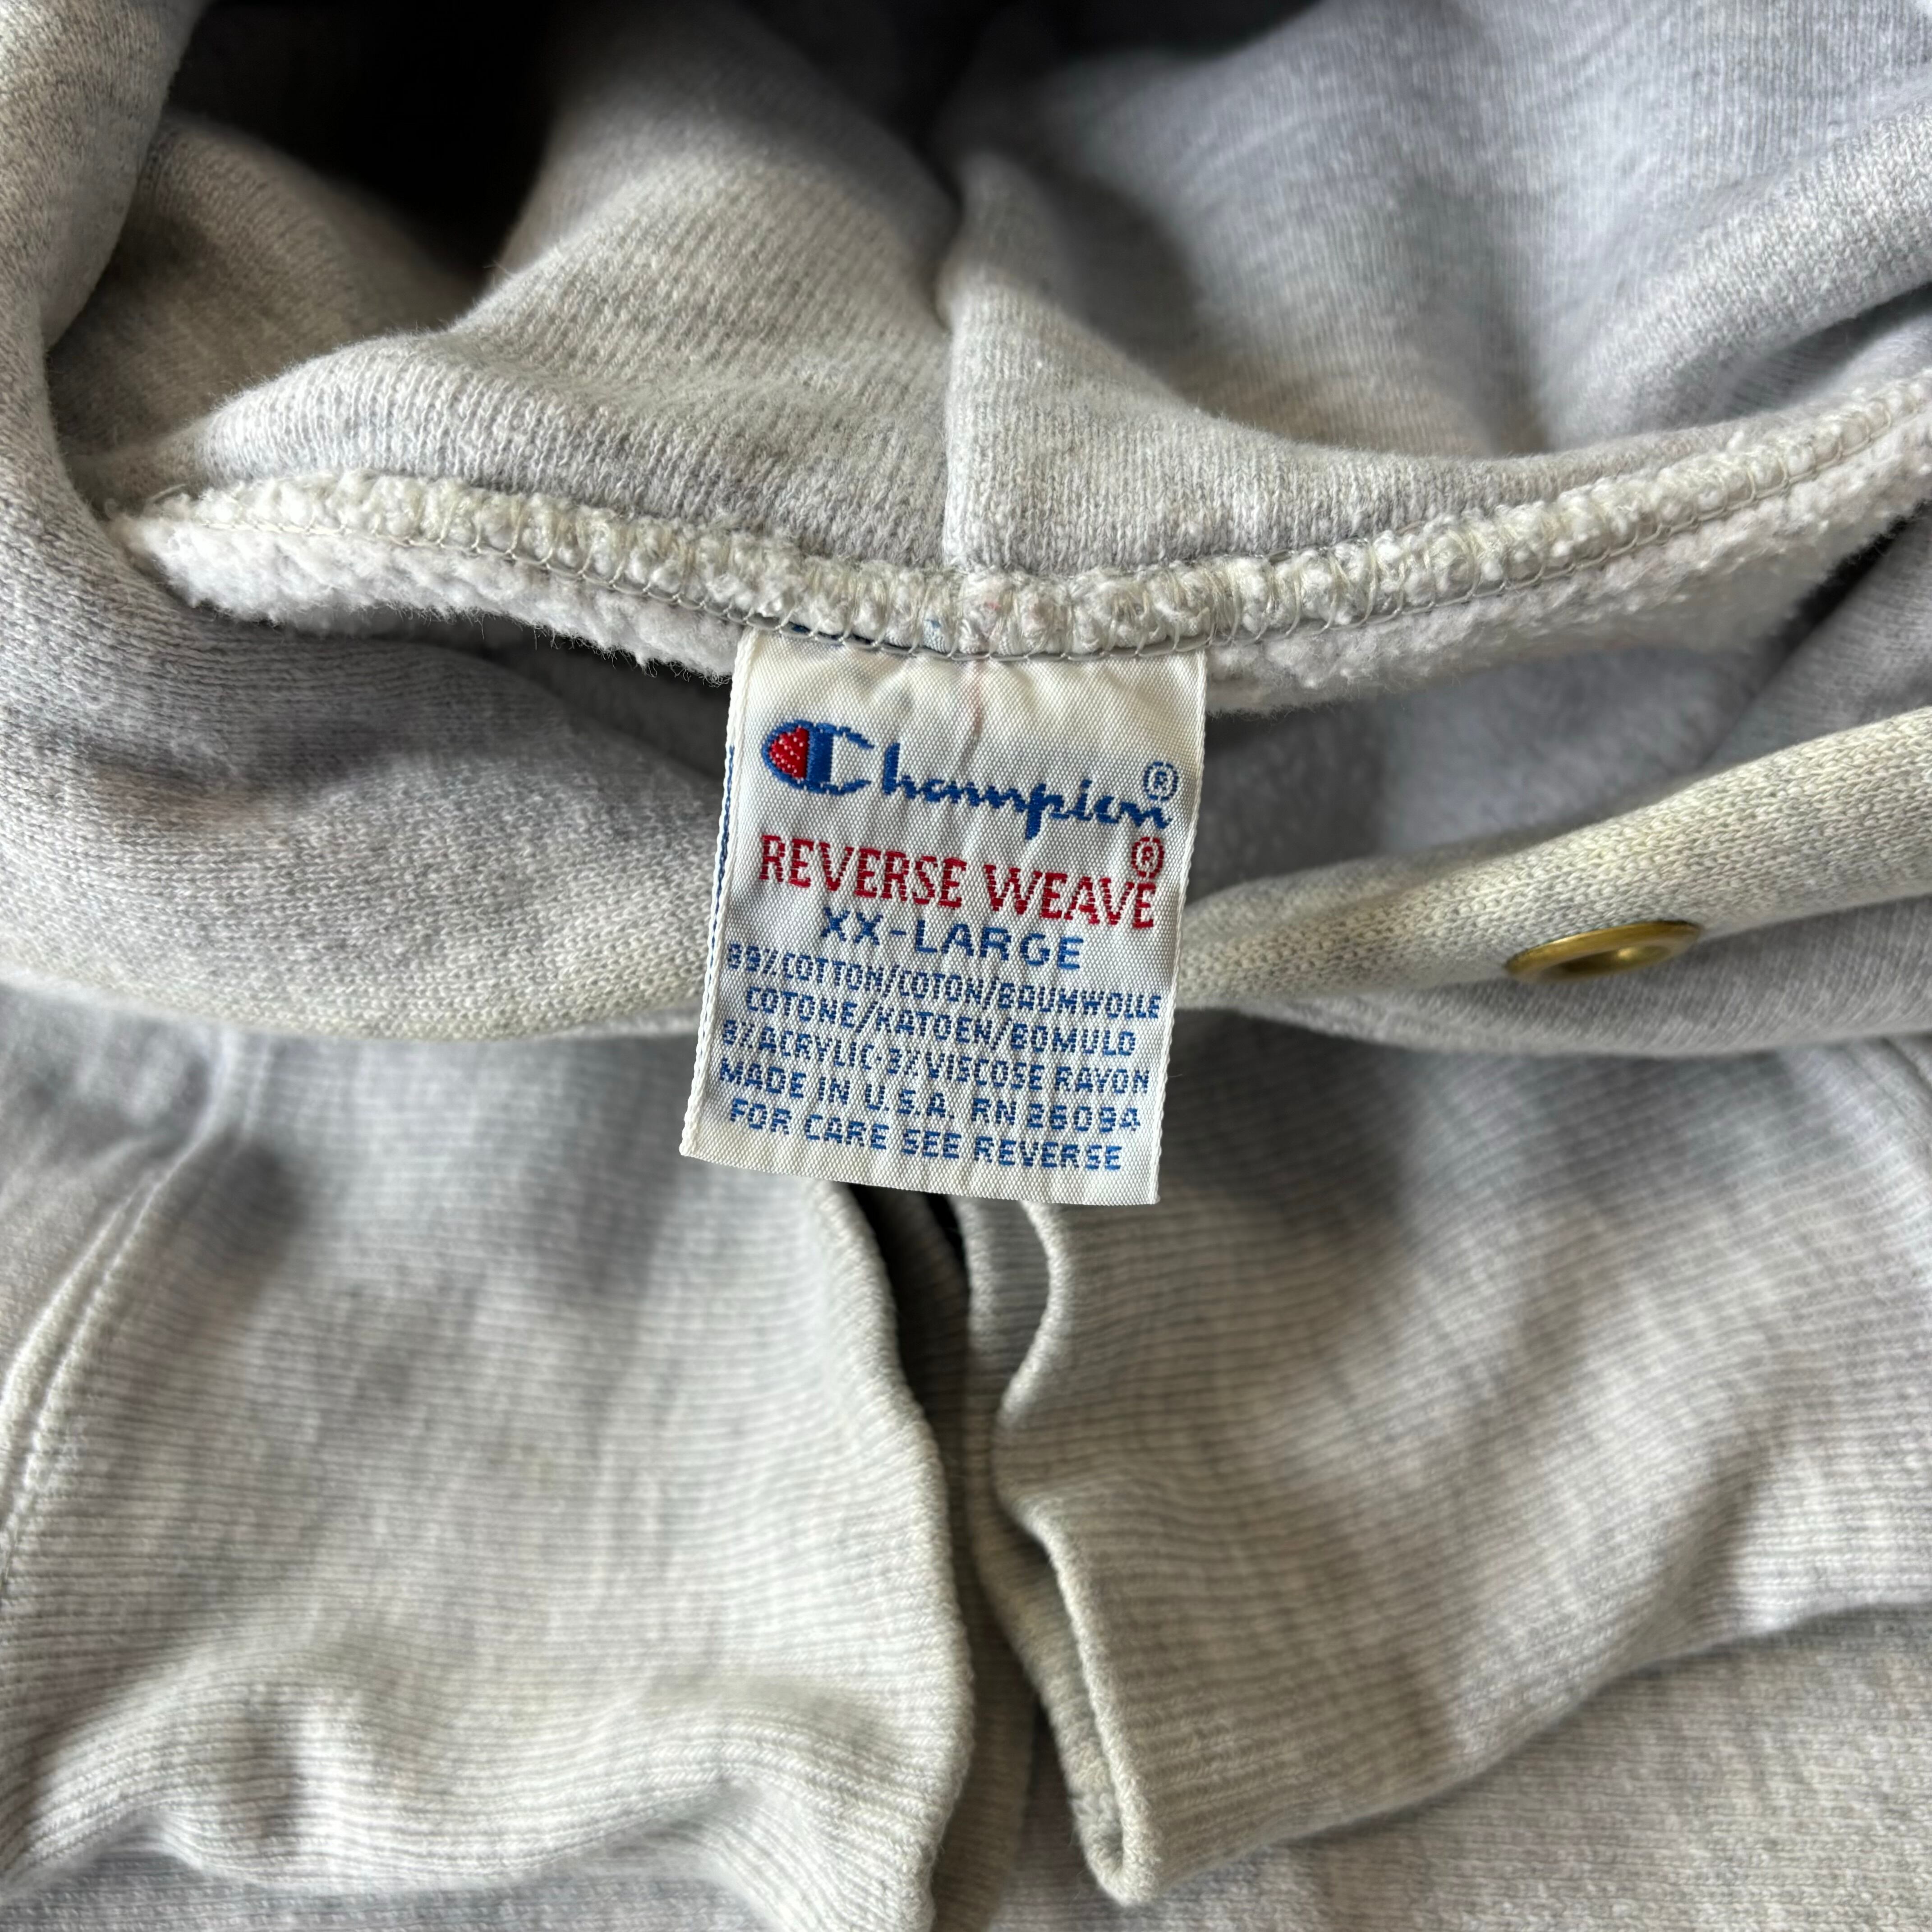 Champion®
REVERSE WEAVE®
XX-LARGE
89% COTTON/COTON/BAUMWOLLE
COTONE/KATOEN/BOMULD
8% ACRYLIC·3% VISCOSE RAYON
MADE IN U.S.A. RN 26094
FOR CARE SEE REVERSE